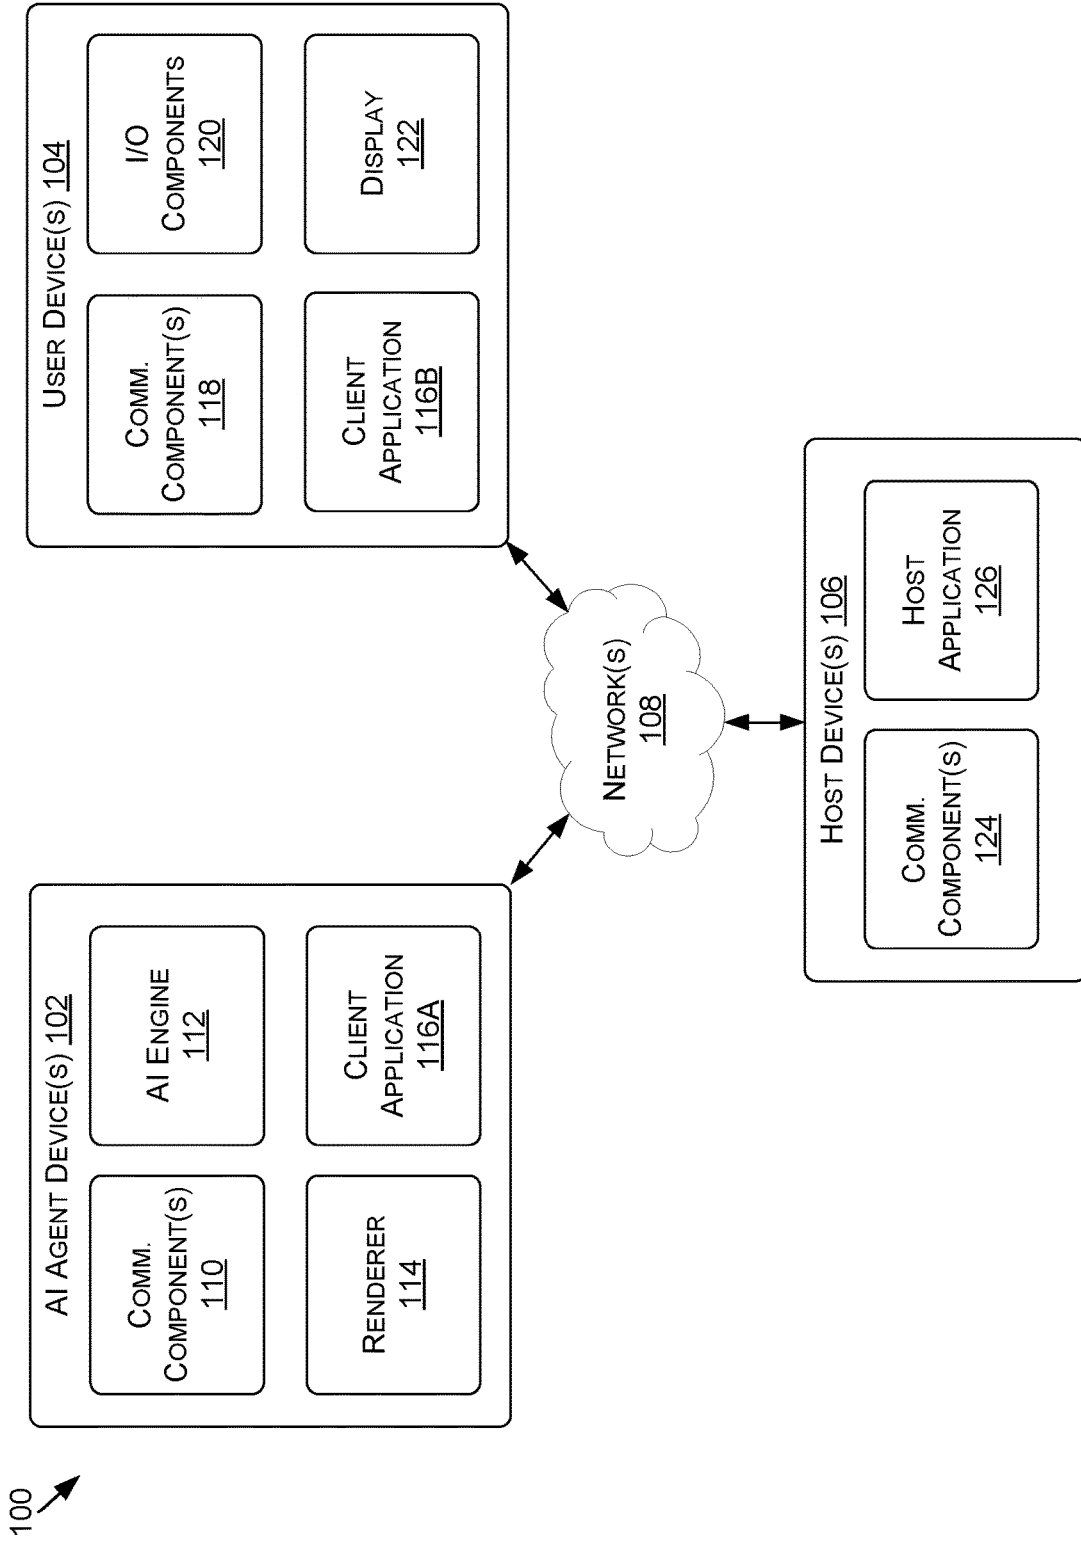 100
AI AGENT DEVICE(S) 102
COMM.
COMPONENT(S)
110
AI ENGINE
112
RENDERER
114
CLIENT
APPLICATION
116A
USER DEVICE(S) 104
COMM.
COMPONENT(S)
118
I/O
COMPONENTS
120
CLIENT
APPLICATION
116B
DISPLAY
122
NETWORK(S)
108
HOST DEVICE(S) 106
COMM.
COMPONENT(S)
124
HOST
APPLICATION
126